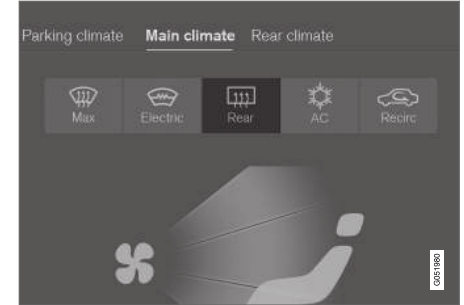 Parking climate Main climate Rear climate
Max Electric Rear AC Recirc
G051980